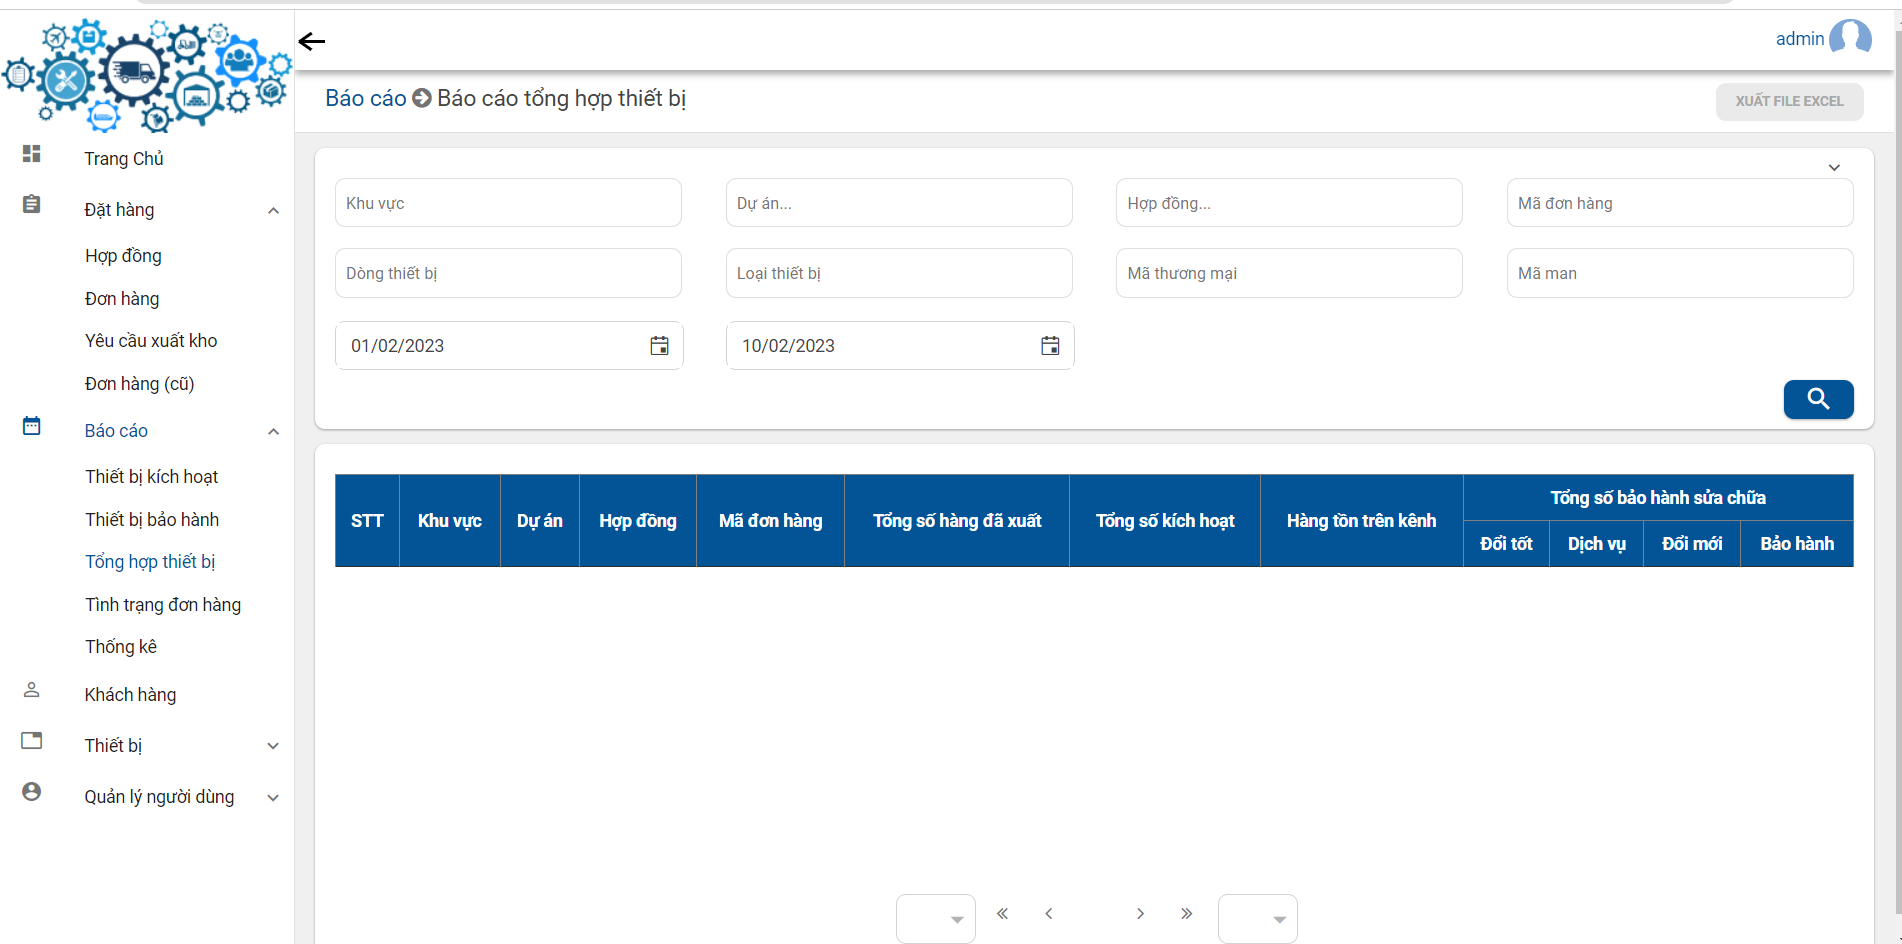 admin
Báo cáo Báo cáo tổng hợp thiết bị
XUẤT FILE EXCEL
Trang Chủ
Đặt hàng
Hợp đồng
Đơn hàng
Yêu cầu xuất kho
Đơn hàng (cũ)
Báo cáo
Thiết bị kích hoạt
Thiết bị bảo hành
Tổng hợp thiết bị
Tình trạng đơn hàng
Thống kê
Khách hàng
Thiết bị
Quản lý người dùng
Khu vực
Dự án...
Hợp đồng...
Mã đơn hàng
Dòng thiết bị
Loại thiết bị
Mã thương mại
Mã man
01/02/2023
10/02/2023
STT
Khu vực
Dự án
Hợp đồng
Mã đơn hàng
Tổng số hàng đã xuất
Tổng số kích hoạt
Hàng tồn trên kênh
Tổng số bảo hành sửa chữa
Đổi tốt
Dịch vụ
Đổi mới
Bảo hành